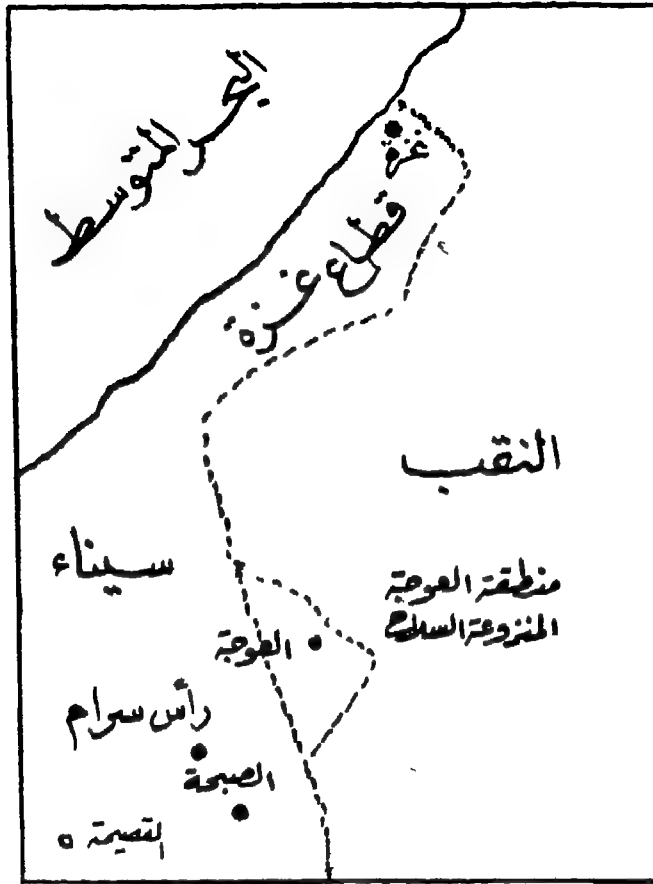 البحر المتوسط
غزة
قطاع غزة
النقب
سيناء
منطقة العوجة
المنزوعة السلاح
العوجة
رأس سرام
الصبحة
القصيمة